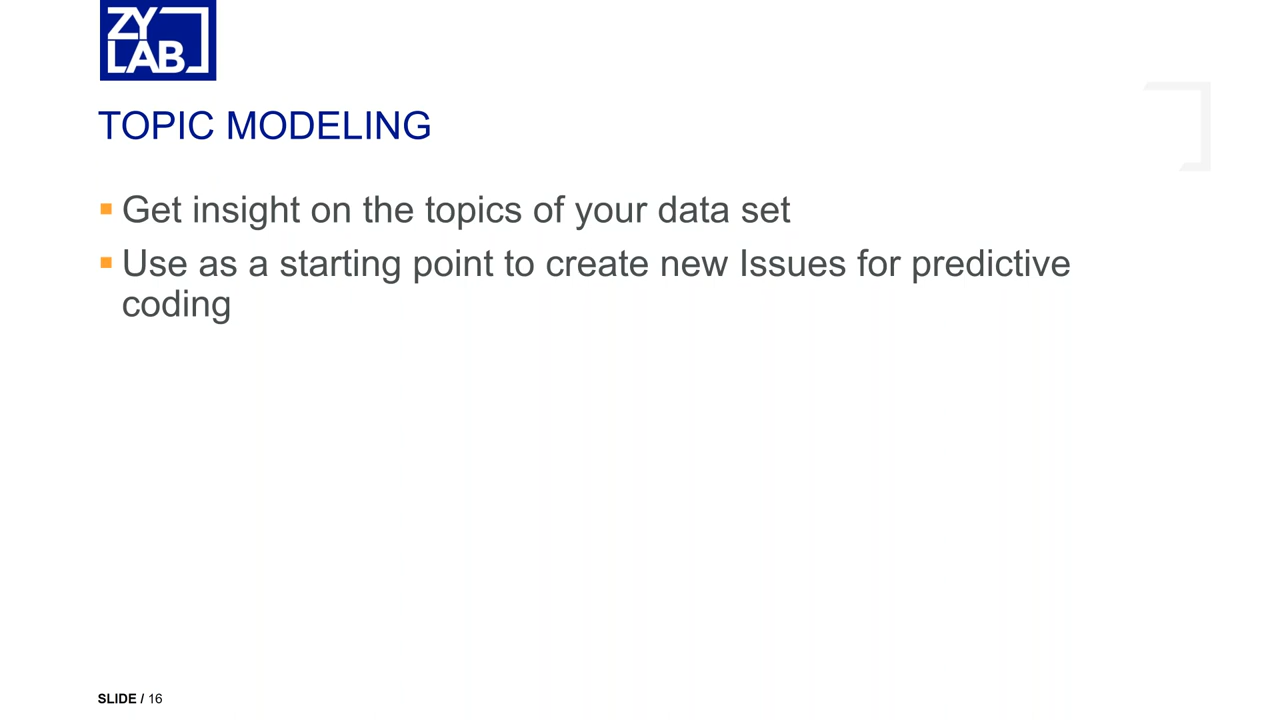 ZY
LAB
TOPIC MODELING
Get insight on the topics of your data set
Use as a starting point to create new Issues for predictive
coding
SLIDE / 16